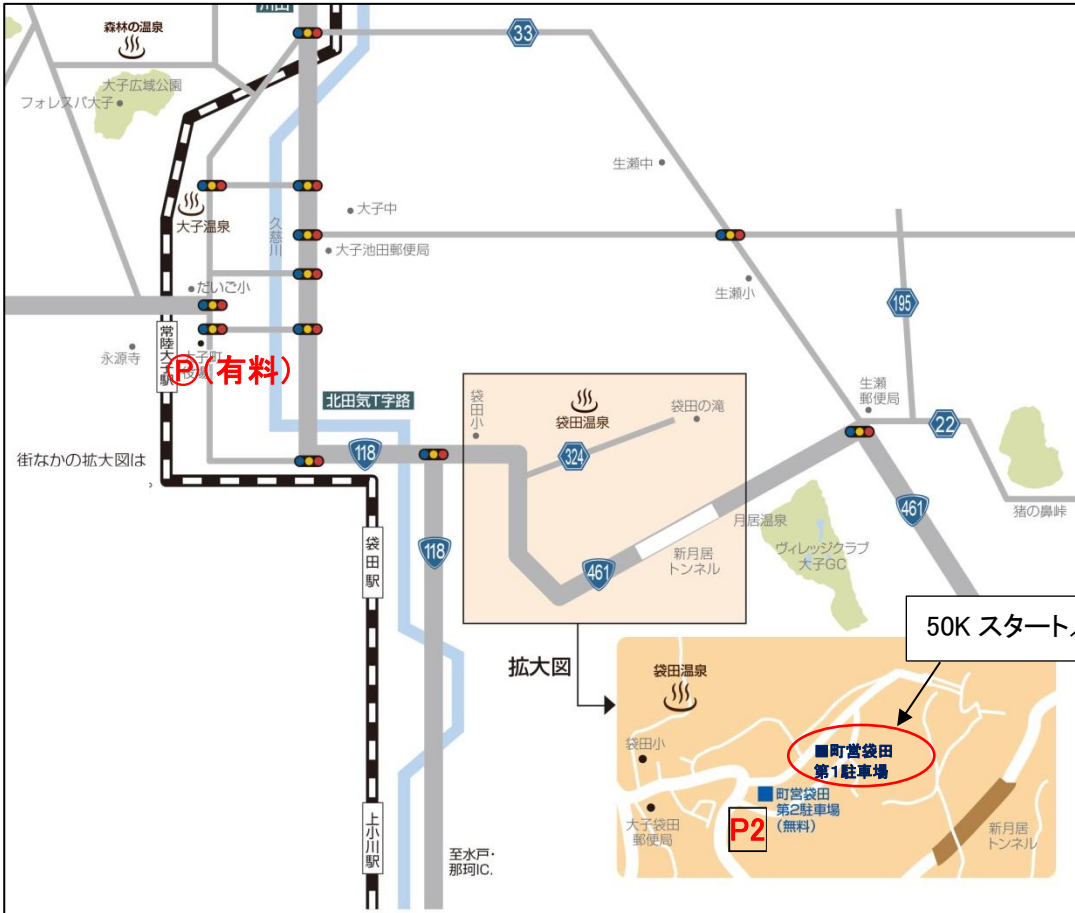 川田
森林の温泉
33
大子広域公園
フォレスパ大子
生瀬中
大子温泉
久慈川
大子中
大子池田郵便局
生瀬小
195
だいご小
永源寺
常陸大子駅
大子町
役場
Ⓟ(有料)
北田気T字路
袋田小
袋田温泉
袋田の滝
生瀬
郵便局
22
街なかの拡大図は
118
324
461
猪の鼻峠
月居温泉
袋田駅
118
461
新月居
トンネル
ヴィレッジクラブ
大子GC
50K スタート
拡大図
袋田温泉
袋田小
■町営袋田
第1駐車場
町営袋田
第2駐車場
(無料)
P2
大子袋田
郵便局
新月居
トンネル
上小川駅
至水戸・
那珂IC.